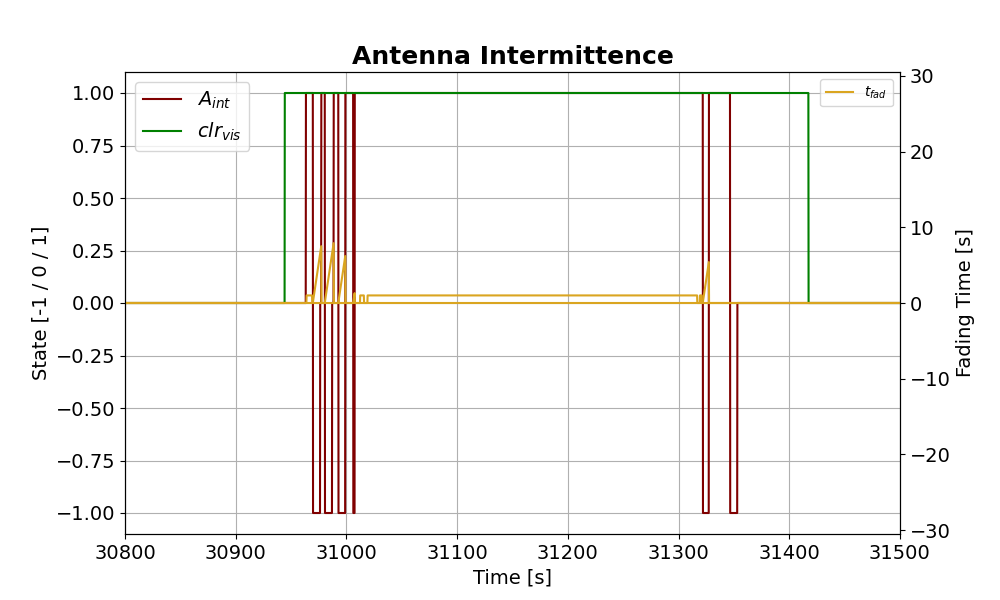 Antenna Intermittence
A_int
clr_vis
t_fad
1.00
0.75
0.50
0.25
0.00
−0.25
−0.50
−0.75
−1.00
State [-1 / 0 / 1]
30
20
10
0
−10
−20
−30
Fading Time [s]
30800 30900 31000 31100 31200 31300 31400 31500
Time [s]